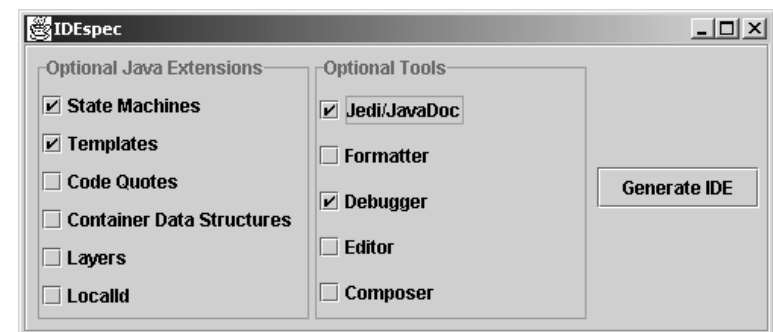 IDEspec
Optional Java Extensions
State Machines
Templates
Code Quotes
Container Data Structures
Layers
LocalId
Optional Tools
Jedi/JavaDoc
Formatter
Debugger
Editor
Composer
Generate IDE